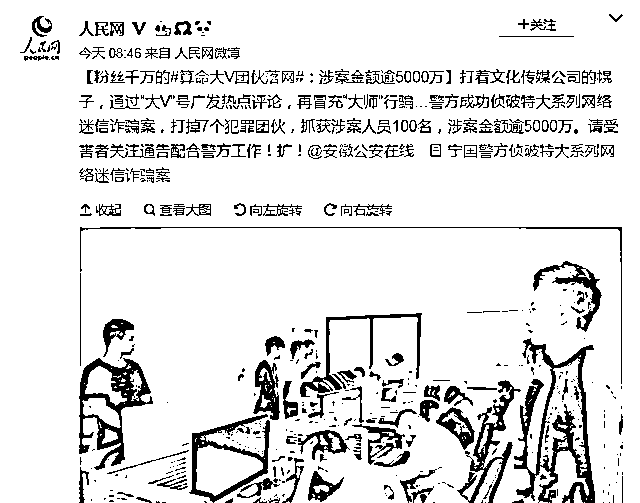 人民网
people.cn
人民网 V
+关注
今天 08:46 来自 人民网微博
【粉丝千万的#算命大V团伙落网#：涉案金额逾5000万】打着文化传媒公司的幌
子，通过“大V”号广发热点评论，再冒充“大师”行骗...警方成功侦破特大系列网络
迷信诈骗案，打掉7个犯罪团伙，抓获涉案人员100名，涉案金额逾5000万。请受
害者关注通告配合警方工作！扩！@安徽公安在线 宁国警方侦破特大系列网
络迷信诈骗案
收起 查看大图 向左旋转 向右旋转